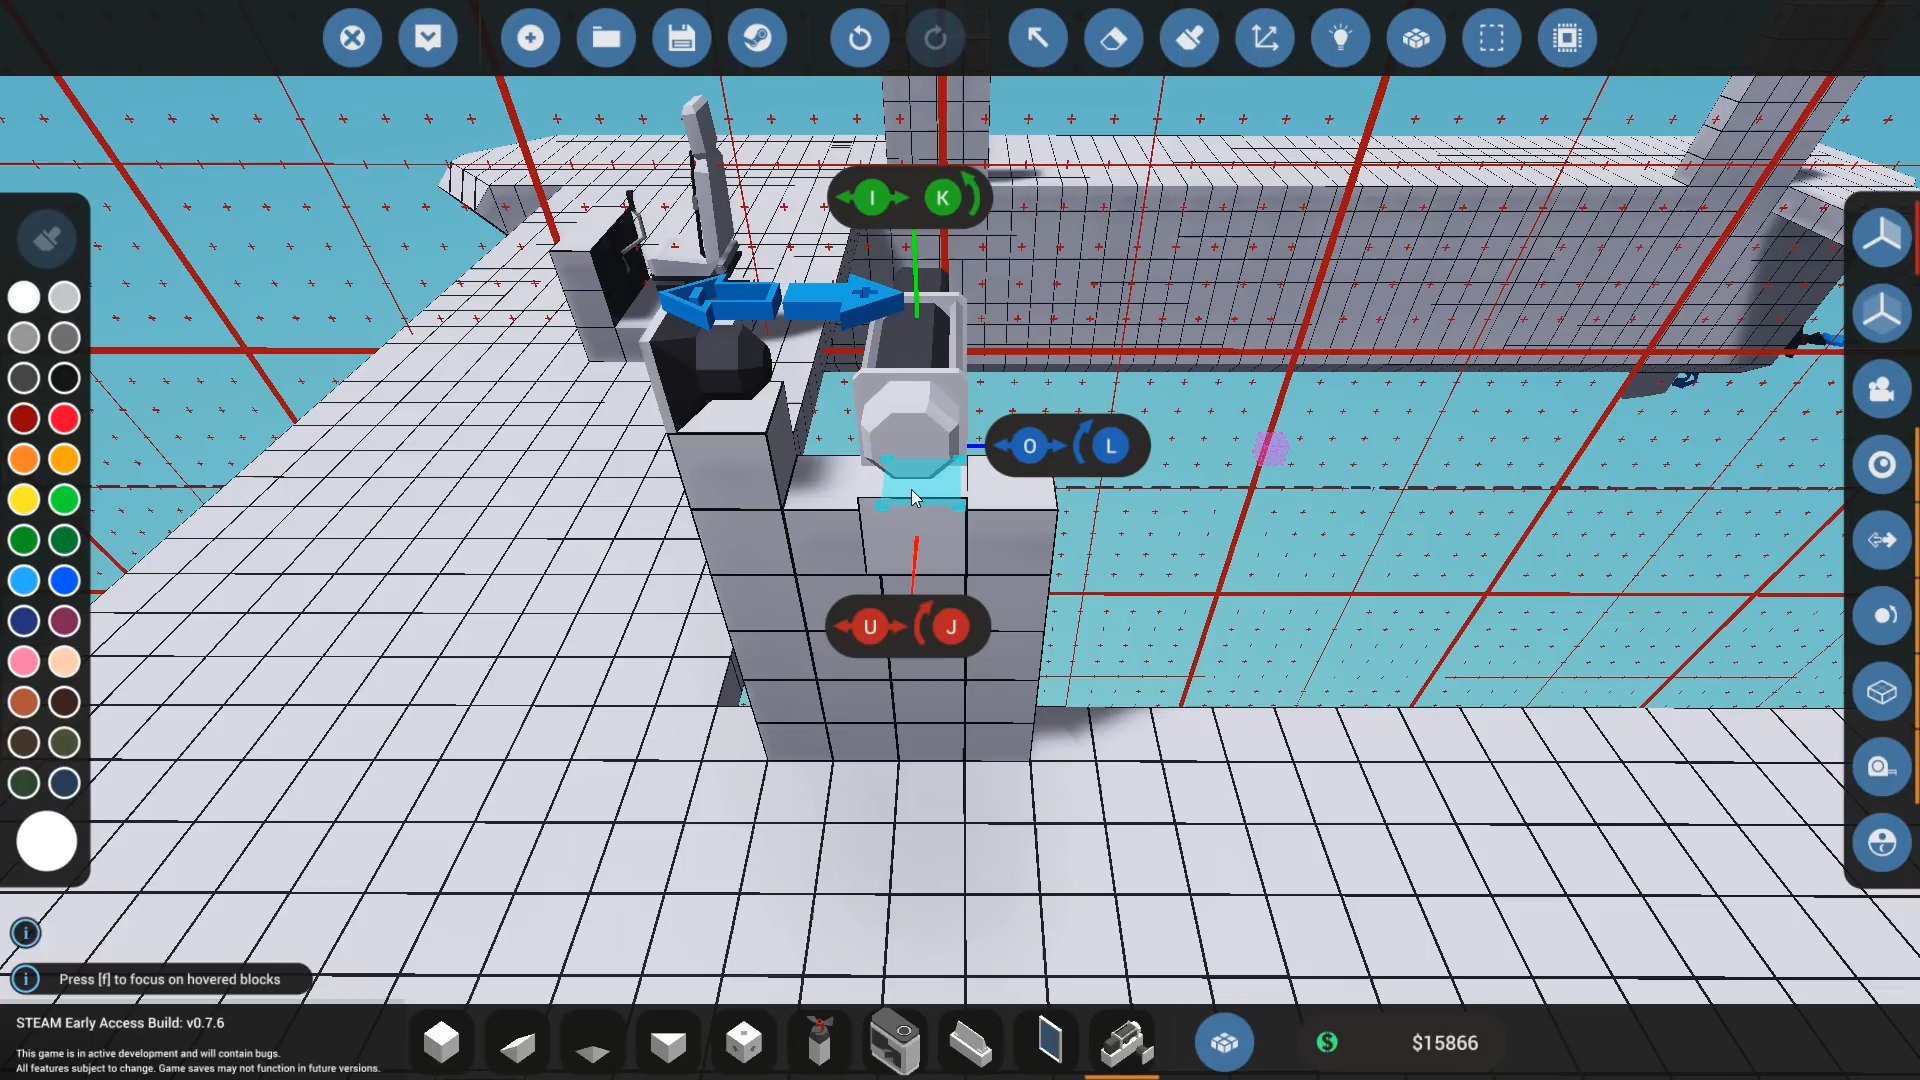 I K
O L
U J
Press [f] to focus on hovered blocks
STEAM Early Access Build: v0.7.6
This game is in active development and will contain bugs.
All features subject to change. Game saves may not function in future versions.
$ $15866